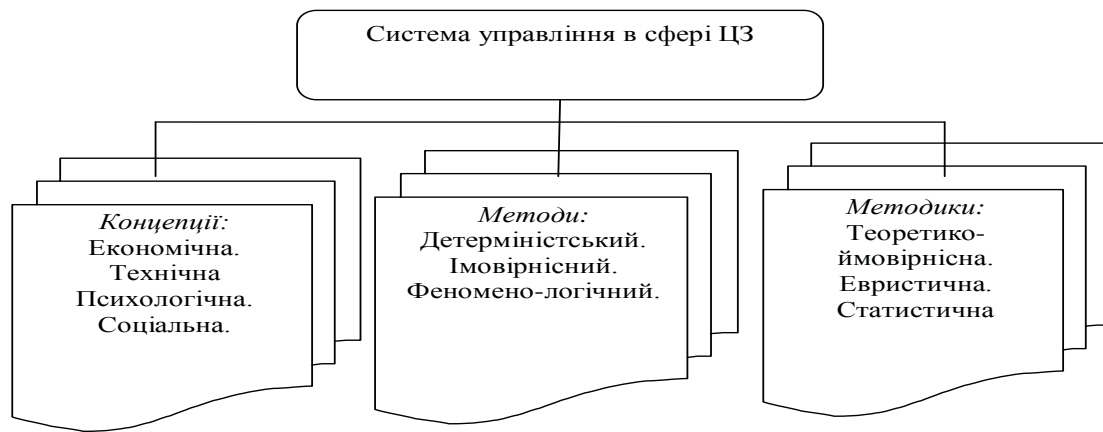 Система управління в сфері ЦЗ
Концепції:
Економічна.
Технічна
Психологічна.
Соціальна.
Методи:
Детерміністський.
Імовірнісний.
Феномено-логічний.
Методики:
Теоретико-
ймовірнісна.
Евристична.
Статистична